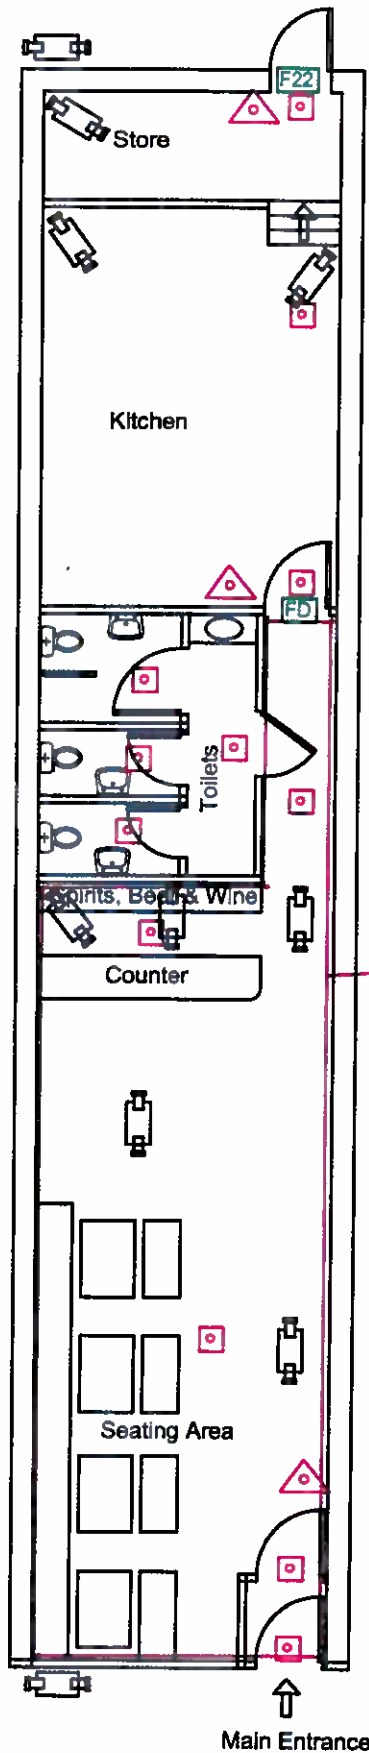 F22
Store
Kitchen
FD
Toilets
Spirits, Beer & Wine
Counter
Seating Area
Main Entrance